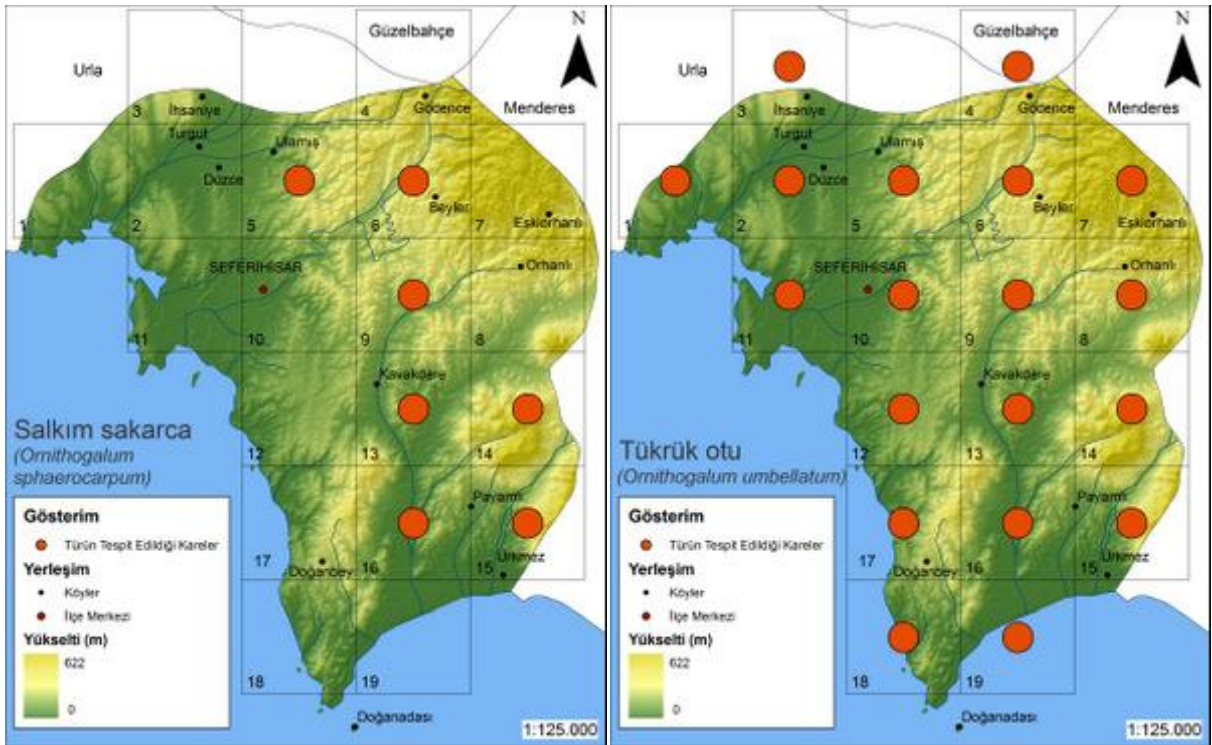 N
Güzelbahçe
Urla
3
4
İhsaniye
Gödence
Menderes
Turgut
Ulamış
Düzce
Beyler
Eskiorhanlı
1
2
5
6
7
SEFERİHİSAR
Orhanlı
11
10
9
8
Kavakdere
Salkım sakarca
(Ornithogalum
sphaerocarpum)
12
13
14
Payamlı
Gösterim
Türün Tespit Edildiği Kareler
Yerleşim
Köyler
İlçe Merkezi
Yükselti (m)
622
0
17
Doğanbey
16
15
Ürkmez
18
19
Doğanadası
1:125.000
N
Güzelbahçe
Urla
3
4
İhsaniye
Gödence
Menderes
Turgut
Ulamış
Düzce
Beyler
Eskiorhanlı
1
2
5
6
7
SEFERİHİSAR
Orhanlı
11
10
9
8
Kavakdere
Tükrük otu
(Ornithogalum umbellatum)
12
13
14
Payamlı
Gösterim
Türün Tespit Edildiği Kareler
Yerleşim
Köyler
İlçe Merkezi
Yükselti (m)
622
0
17
Doğanbey
16
15
Ürkmez
18
19
Doğanadası
1:125.000